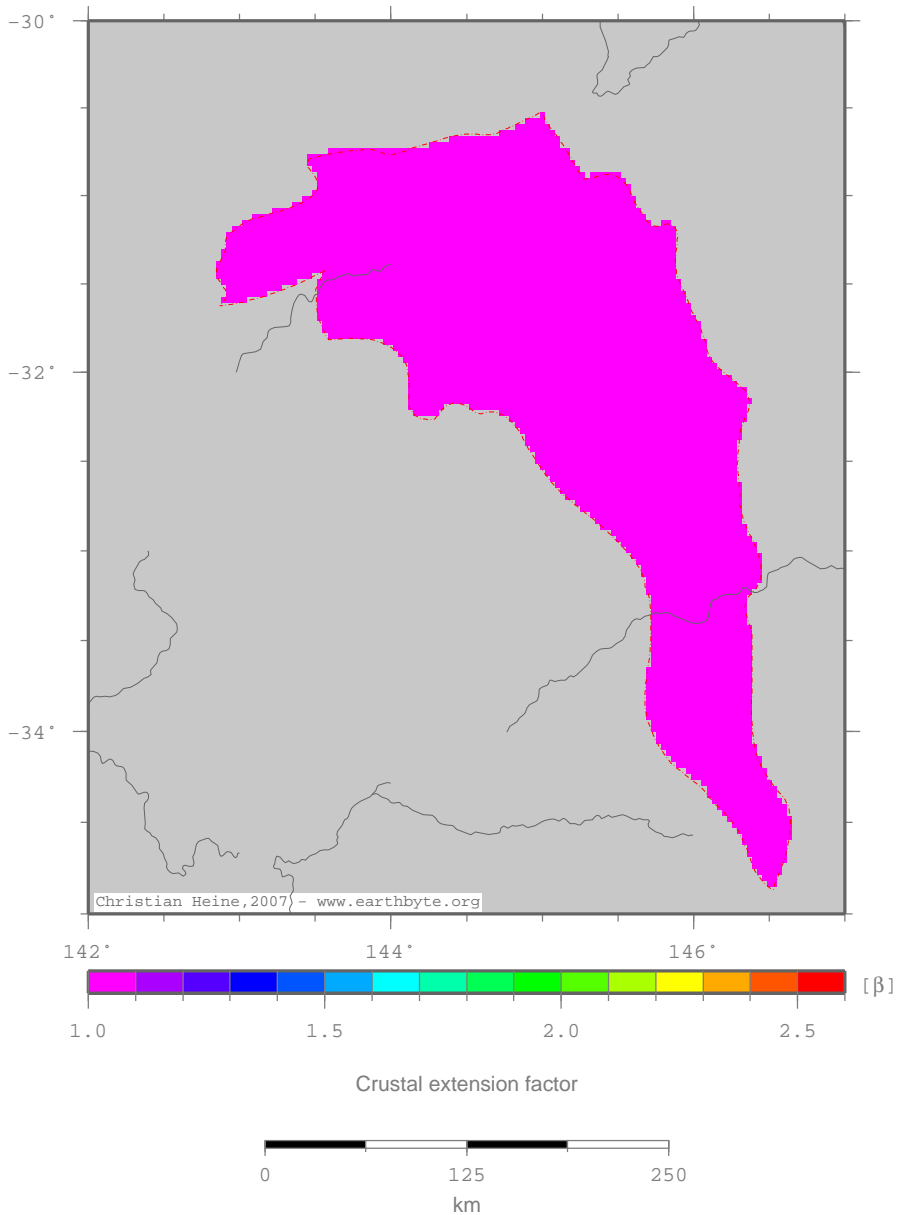 -30°
-32°
-34°
Christian Heine,2007 - www.earthbyte.org
142° 144° 146°
[β]
1.0 1.5 2.0 2.5
Crustal extension factor
0 125 250
km